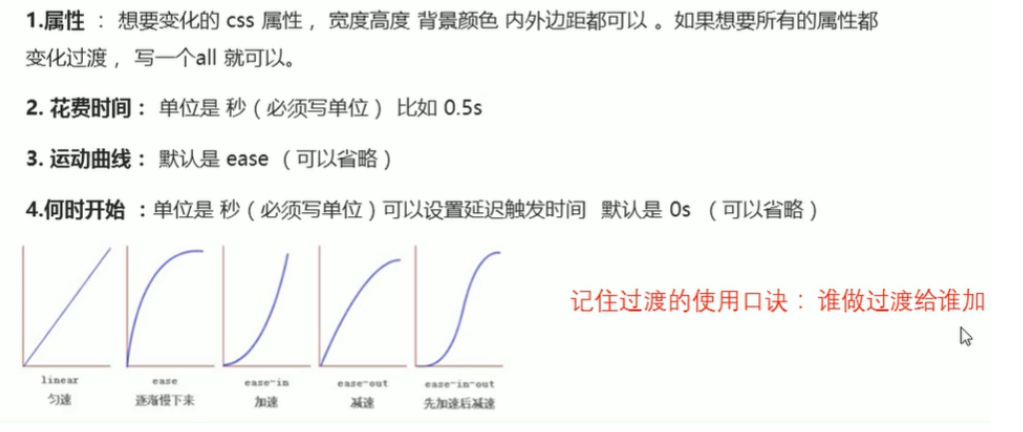 1.属性 ： 想要变化的 css 属性， 宽度高度 背景颜色 内外边距都可以 。如果想要所有的属性都
变化过渡， 写一个all 就可以。
2. 花费时间： 单位是 秒（必须写单位） 比如 0.5s
3. 运动曲线： 默认是 ease （可以省略）
4.何时开始 ：单位是 秒（必须写单位）可以设置延迟触发时间 默认是 0s （可以省略）
记住过渡的使用口诀： 谁做过渡给谁加
linear ease ease-in ease-out ease-in-out
匀速 逐渐慢下来 加速 减速 先加速后减速